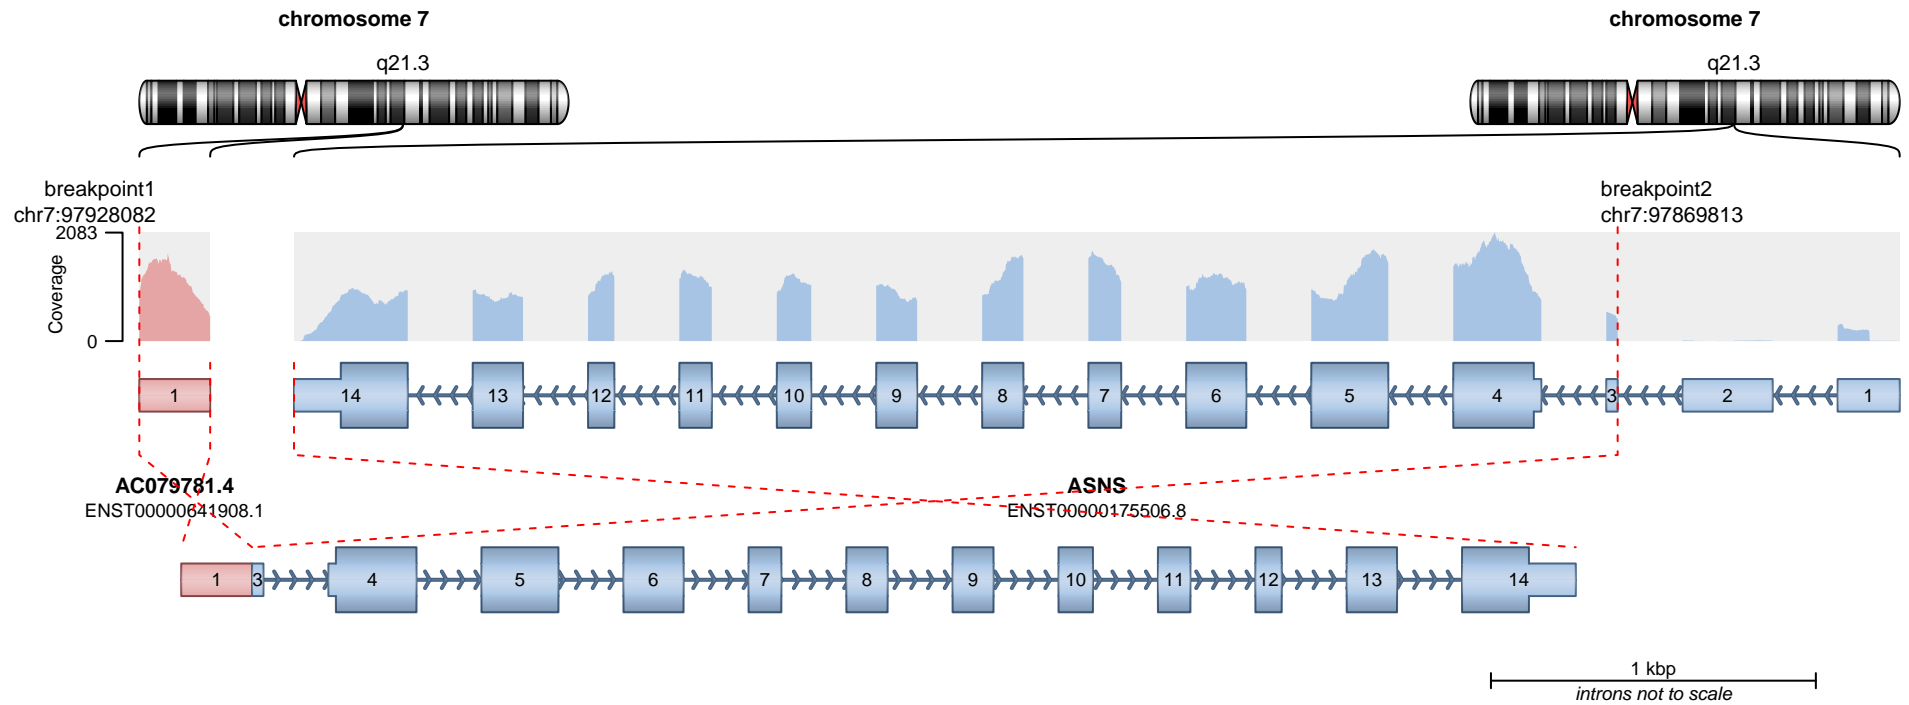 chromosome 7
chromosome 7
q21.3
q21.3
breakpoint1
chr7:97928082
breakpoint2
chr7:97869813
2083
Coverage
0
1
14
13
12
11
10
9
8
7
6
5
4
3
2
1
AC079781.4
ENST00000641908.1
ASNS
ENST00000175506.8
1
3
4
5
6
7
8
9
10
11
12
13
14
1 kbp
introns not to scale